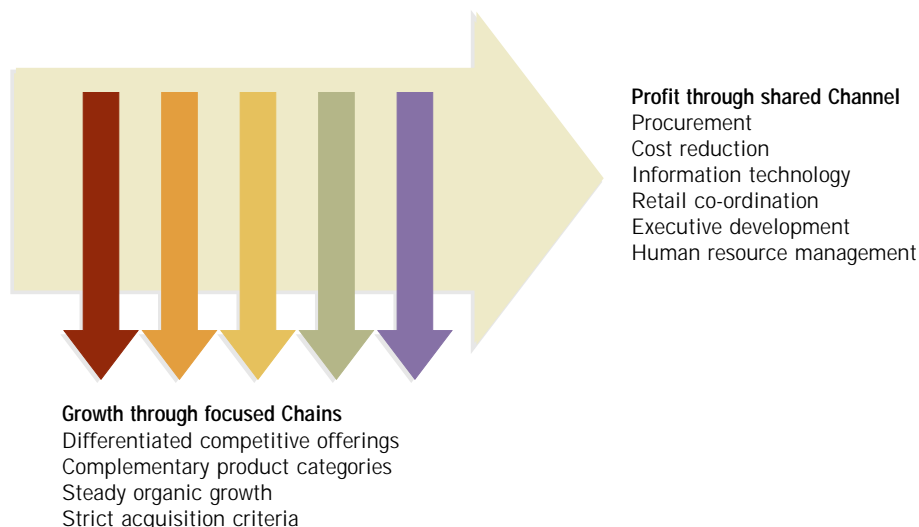 Profit through shared Channel
Procurement
Cost reduction
Information technology
Retail co-ordination
Executive development
Human resource management
Growth through focused Chains
Differentiated competitive offerings
Complementary product categories
Steady organic growth
Strict acquisition criteria